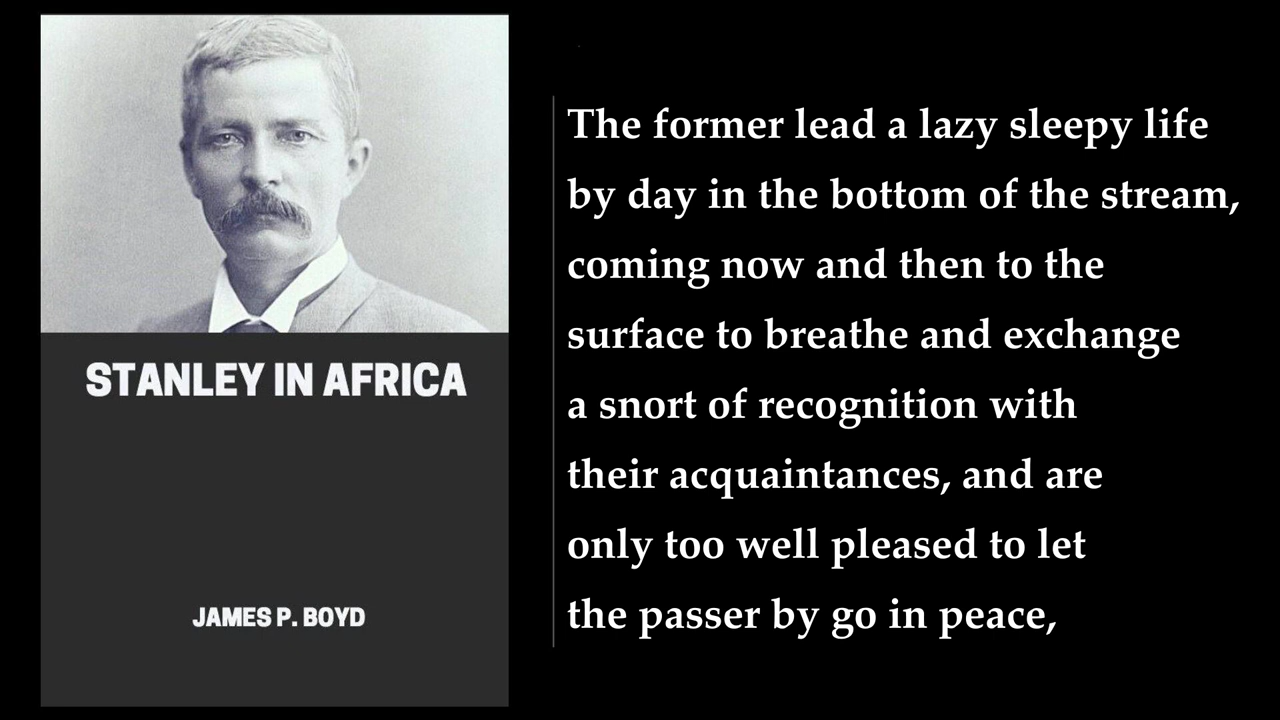 STANLEY IN AFRICA
JAMES P. BOYD
The former lead a lazy sleepy life
by day in the bottom of the stream,
coming now and then to the
surface to breathe and exchange
a snort of recognition with
their acquaintances, and are
only too well pleased to let
the passer by go in peace,